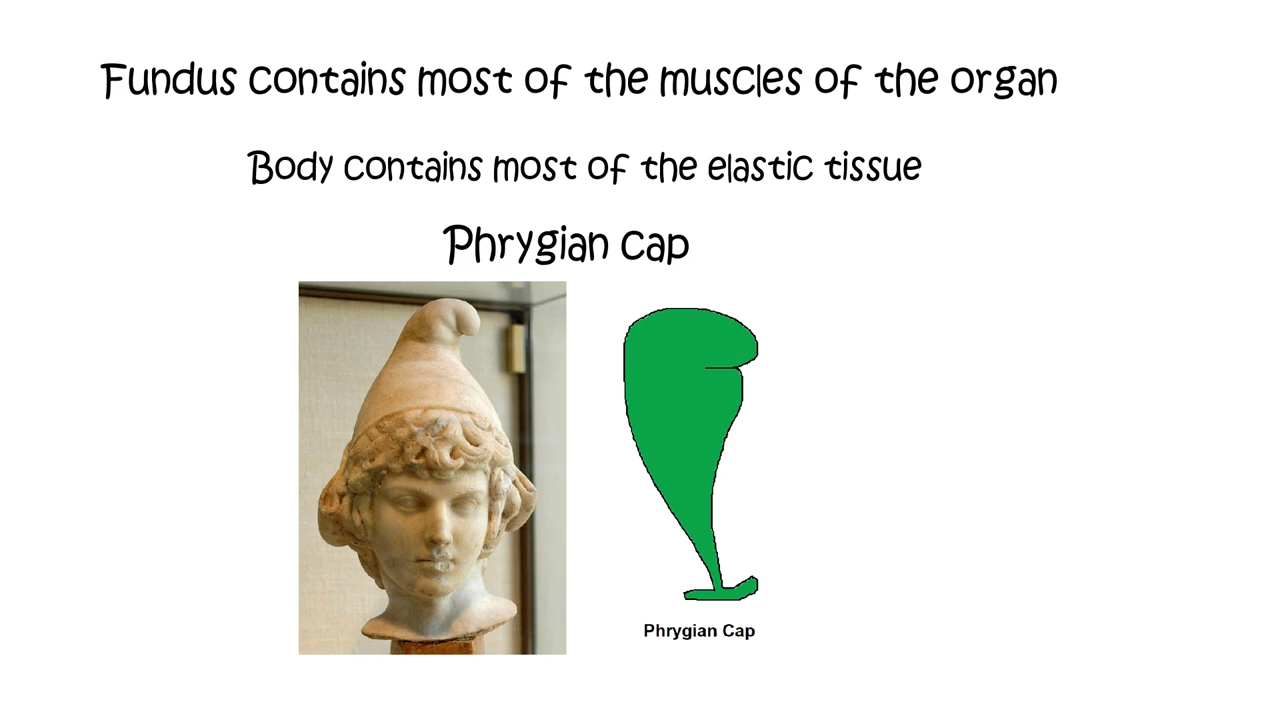 Fundus contains most of the muscles of the organ
Body contains most of the elastic tissue
Phrygian cap
Phrygian Cap